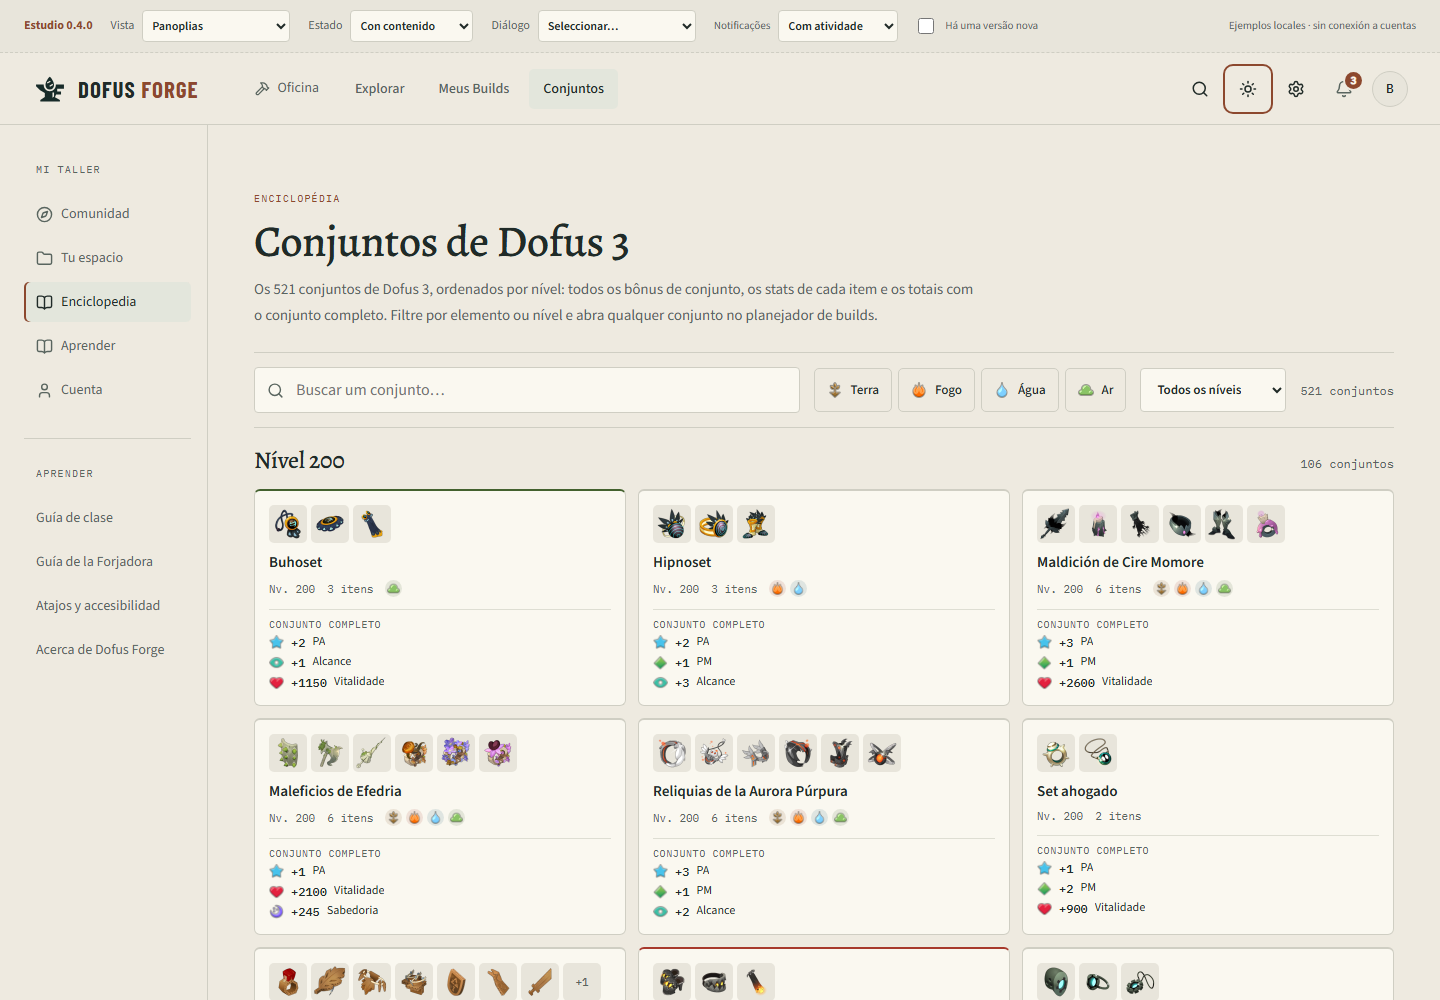 Estudio 0.4.0 Vista Panoplias Estado Con contenido Diálogo Seleccionar... Notificações Com atividade Há uma versão nova Ejemplos locales · sin conexión a cuentas
DOFUS FORGE Oficina Explorar Meus Builds Conjuntos 3 B
MI TALLER
Comunidad
Tu espacio
Enciclopedia
Aprender
Cuenta
APRENDER
Guía de clase
Guía de la Forjadora
Atajos y accesibilidad
Acerca de Dofus Forge
ENCICLOPÉDIA
Conjuntos de Dofus 3
Os 521 conjuntos de Dofus 3, ordenados por nível: todos os bônus de conjunto, os stats de cada item e os totais com
o conjunto completo. Filtre por elemento ou nível e abra qualquer conjunto no planejador de builds.
Buscar um conjunto... Terra Fogo Água Ar Todos os níveis 521 conjuntos
Nível 200 106 conjuntos
Buhoset
Nv. 200 3 itens
CONJUNTO COMPLETO
+2 PA
+1 Alcance
+1150 Vitalidade
Hipnoset
Nv. 200 3 itens
CONJUNTO COMPLETO
+2 PA
+1 PM
+3 Alcance
Maldición de Cire Momore
Nv. 200 6 itens
CONJUNTO COMPLETO
+3 PA
+1 PM
+2600 Vitalidade
Maleficios de Efedria
Nv. 200 6 itens
CONJUNTO COMPLETO
+1 PA
+2100 Vitalidade
+245 Sabedoria
Reliquias de la Aurora Púrpura
Nv. 200 6 itens
CONJUNTO COMPLETO
+3 PA
+1 PM
+2 Alcance
Set ahogado
Nv. 200 2 itens
CONJUNTO COMPLETO
+1 PA
+2 PM
+900 Vitalidade
+1